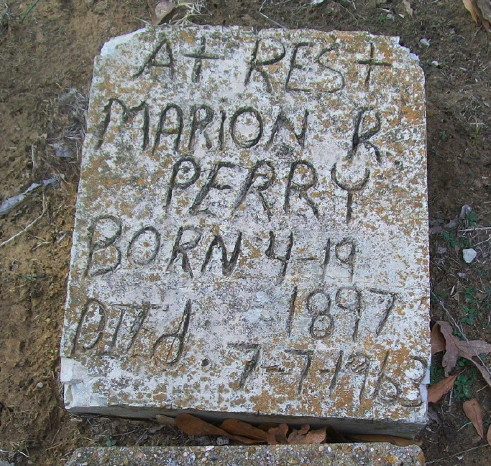 At RESt
MARiON R.
PERRY
BORN 4-19
1897
DIEd. 7-7-1963